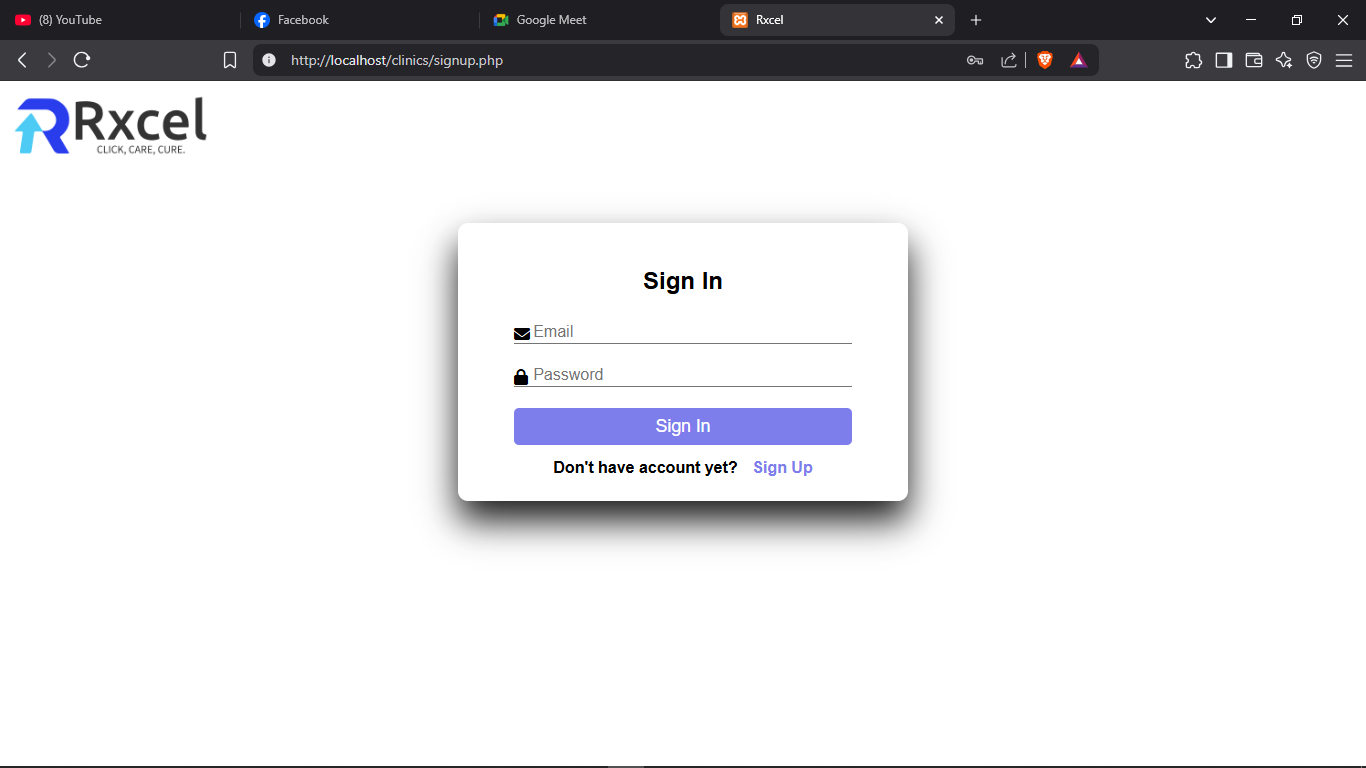 (8) YouTube
Facebook
Google Meet
Rxcel
http://localhost/clinics/signup.php
Rxcel
CLICK, CARE, CURE.
Sign In
Email
Password
Sign In
Don't have account yet? Sign Up